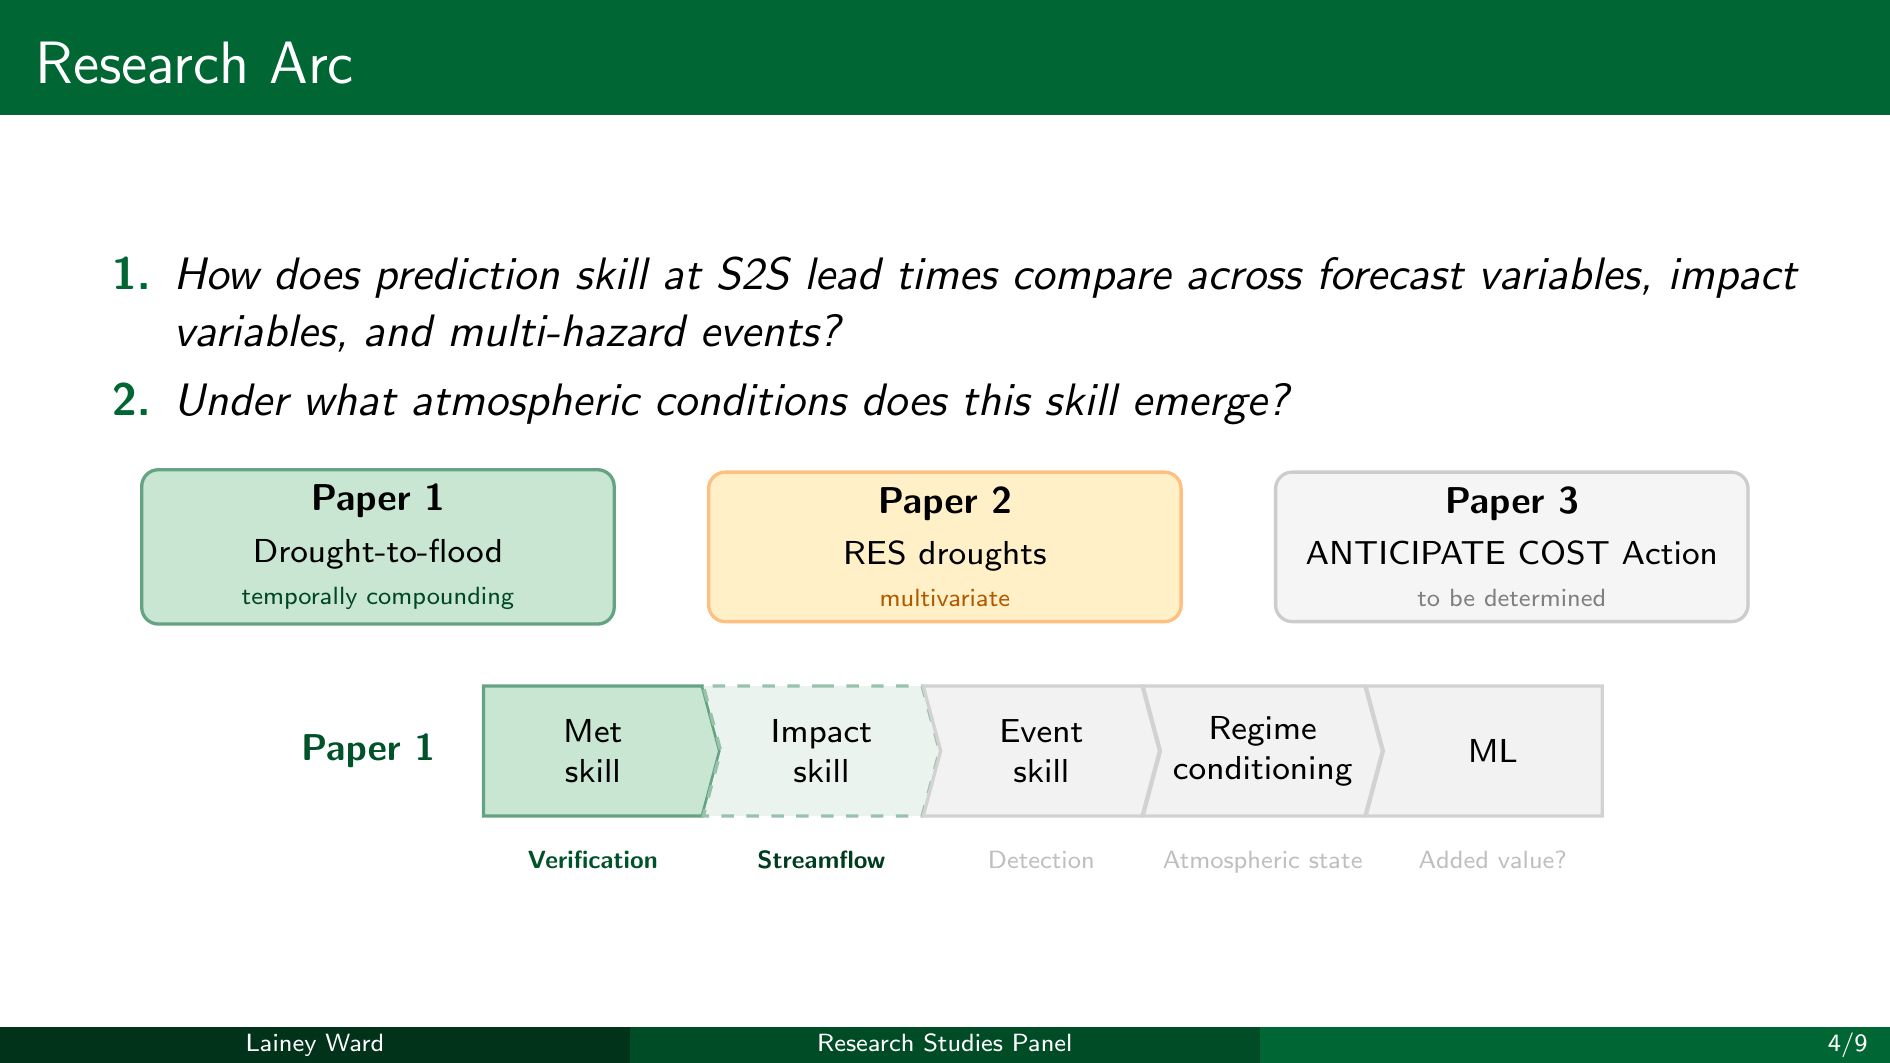 Research Arc
1. How does prediction skill at S2S lead times compare across forecast variables, impact
variables, and multi-hazard events?
2. Under what atmospheric conditions does this skill emerge?
Paper 1
Drought-to-flood
temporally compounding
Paper 2
RES droughts
multivariate
Paper 3
ANTICIPATE COST Action
to be determined
Paper 1
Met
skill
Impact
skill
Event
skill
Regime
conditioning
ML
Verification
Streamflow
Detection
Atmospheric state
Added value?
Lainey Ward
Research Studies Panel
4/9